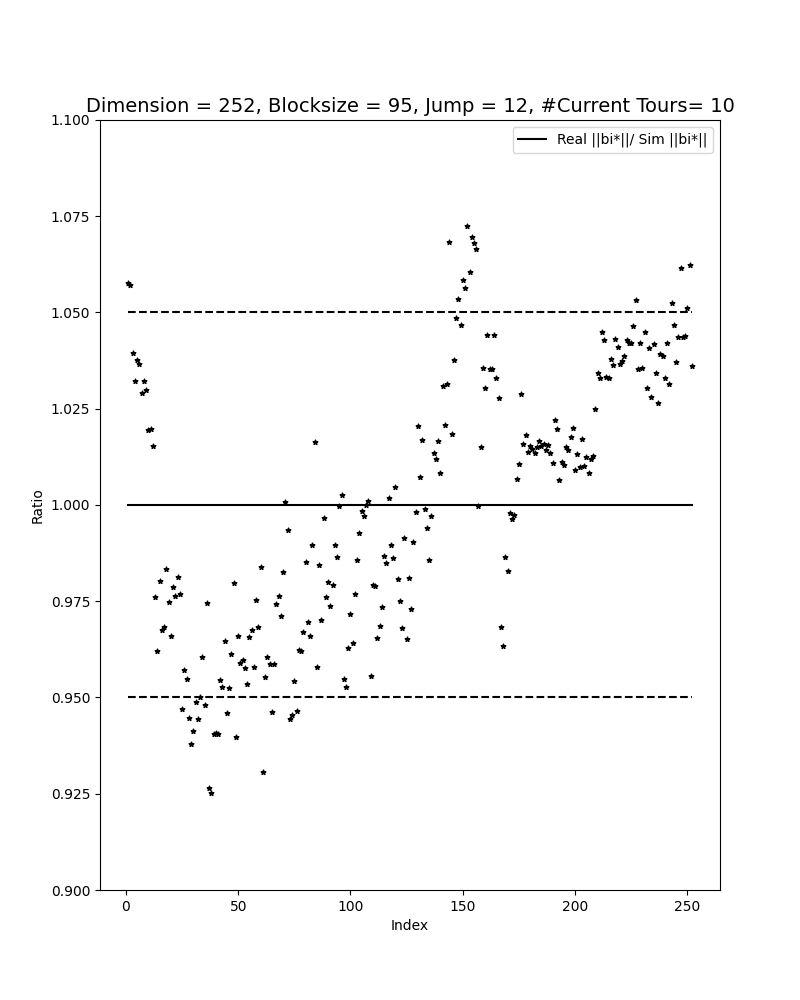 Dimension = 252, Blocksize = 95, Jump = 12, #Current Tours= 10
Real ||bi*||/ Sim ||bi*||
1.100
1.075
1.050
1.025
1.000
0.975
0.950
0.925
0.900
Ratio
0 50 100 150 200 250
Index